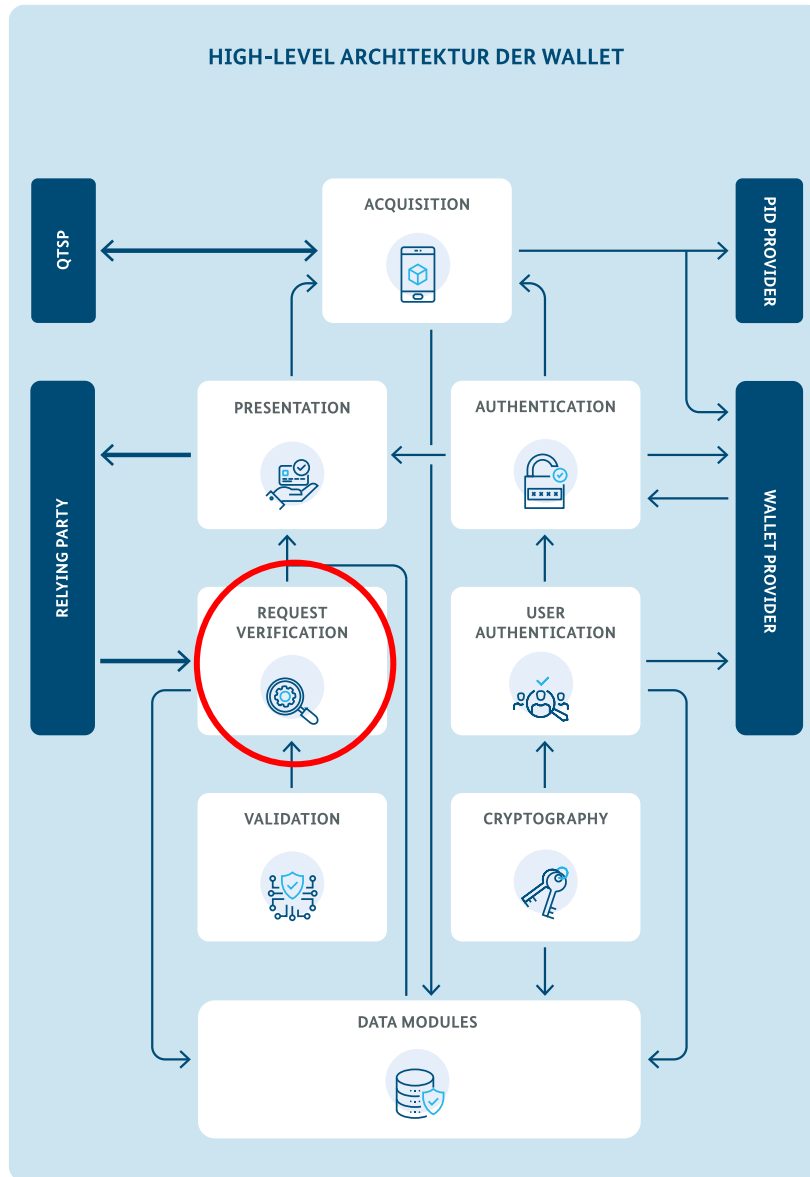 HIGH-LEVEL ARCHITEKTUR DER WALLET
QTSP
ACQUISITION
PID PROVIDER
RELYING PARTY
PRESENTATION
AUTHENTICATION
WALLET PROVIDER
REQUEST
VERIFICATION
USER
AUTHENTICATION
VALIDATION
CRYPTOGRAPHY
DATA MODULES